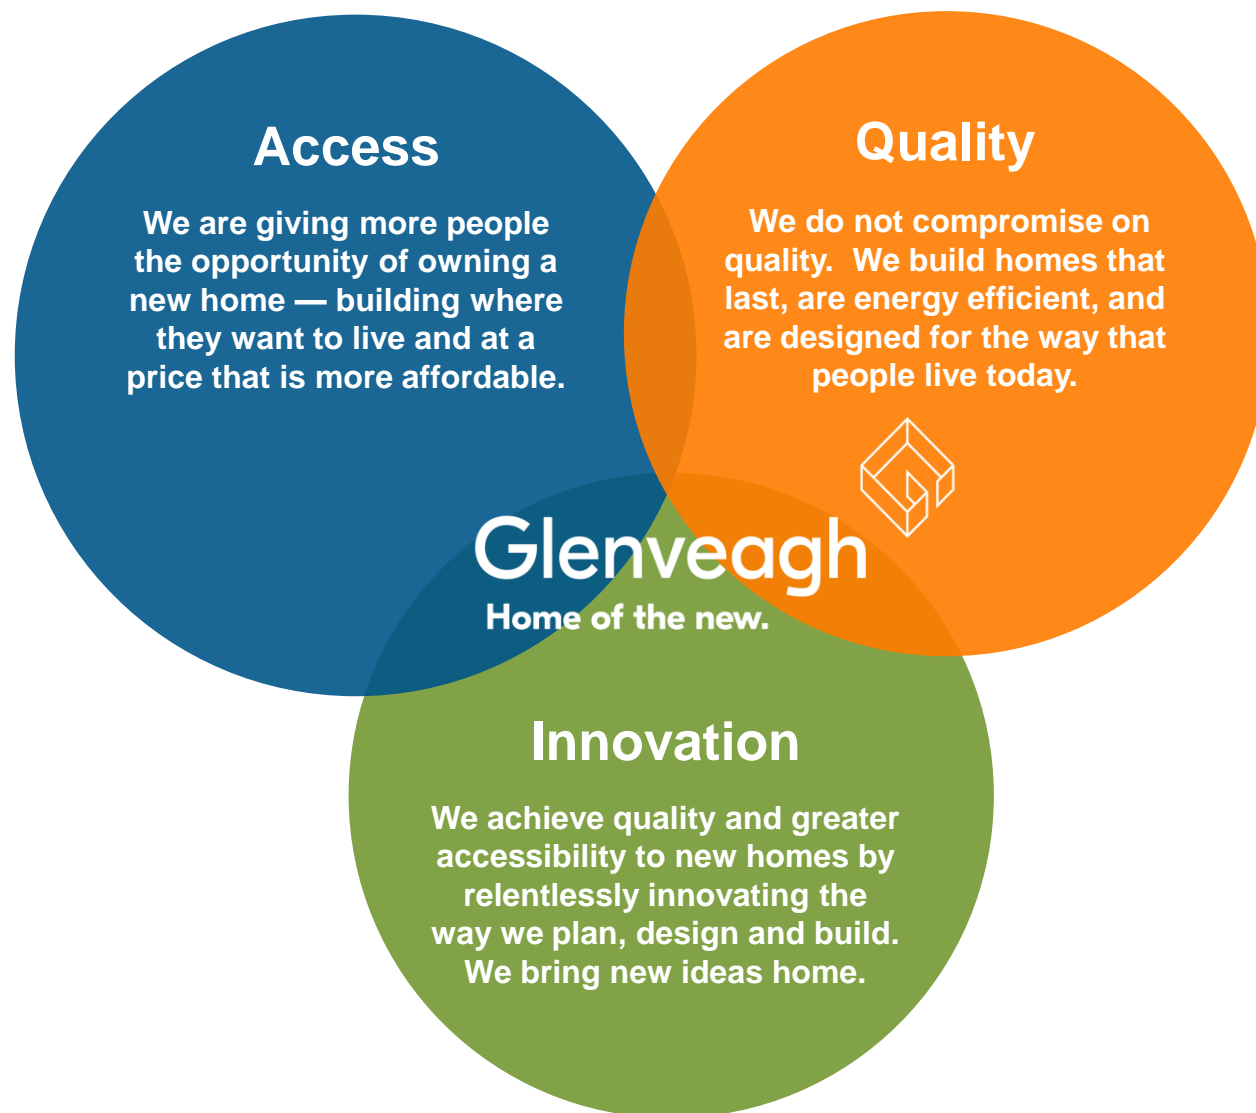 Access
We are giving more people
the opportunity of owning a
new home — building where
they want to live and at a
price that is more affordable.
Quality
We do not compromise on
quality.  We build homes that
last, are energy efficient, and
are designed for the way that
people live today.
Glenveagh
Home of the new.
Innovation
We achieve quality and greater
accessibility to new homes by
relentlessly innovating the
way we plan, design and build.
We bring new ideas home.